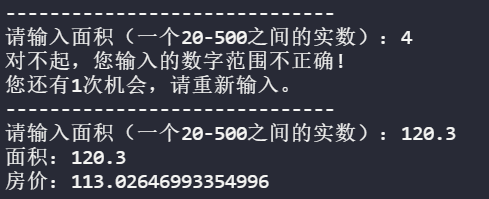 ------------------------------
请输入面积（一个20-500之间的实数）：4
对不起，您输入的数字范围不正确!
您还有1次机会，请重新输入。
------------------------------
请输入面积（一个20-500之间的实数）：120.3
面积：120.3
房价：113.02646993354996